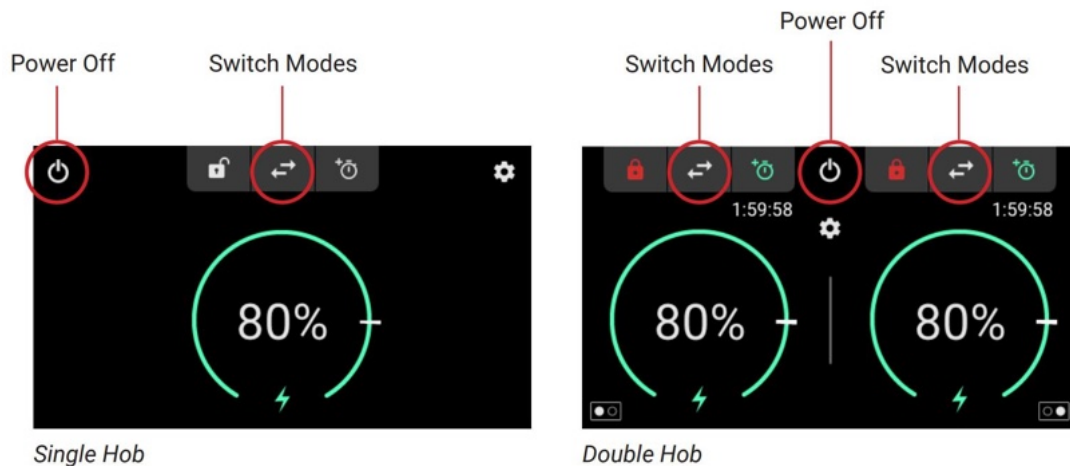 Power Off
Power Off Switch Modes
Switch Modes Switch Modes
1:59:58 1:59:58
80% 80% 80%
Single Hob Double Hob